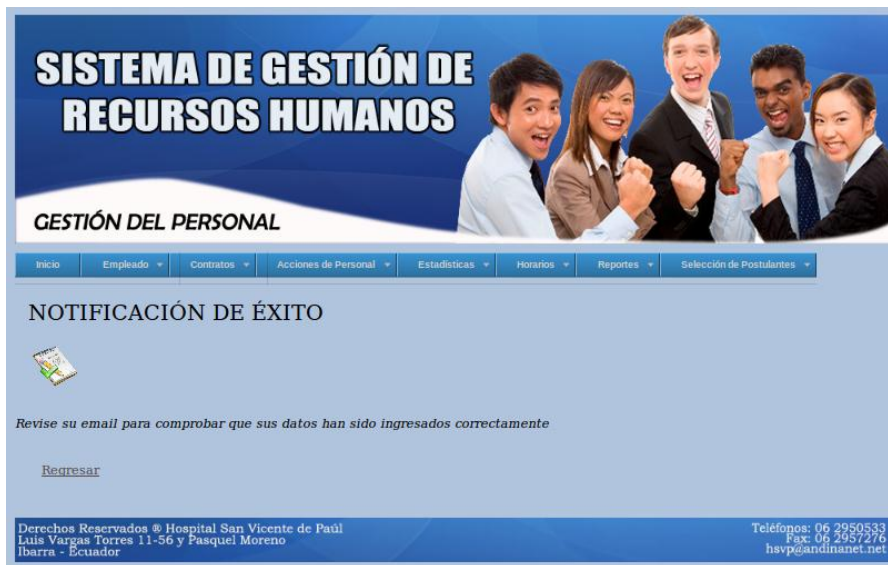 SISTEMA DE GESTIÓN DE
RECURSOS HUMANOS
GESTIÓN DEL PERSONAL
Inicio Empleado Contratos Acciones de Personal Estadísticas Horarios Reportes Selección de Postulantes
NOTIFICACIÓN DE ÉXITO
Revise su email para comprobar que sus datos han sido ingresados correctamente
Regresar
Derechos Reservados ® Hospital San Vicente de Paúl
Luis Vargas Torres 11-56 y Pasquel Moreno
Ibarra - Ecuador
Teléfonos: 06 2950533
Fax: 06 2957276
hsvp@andinanet.net